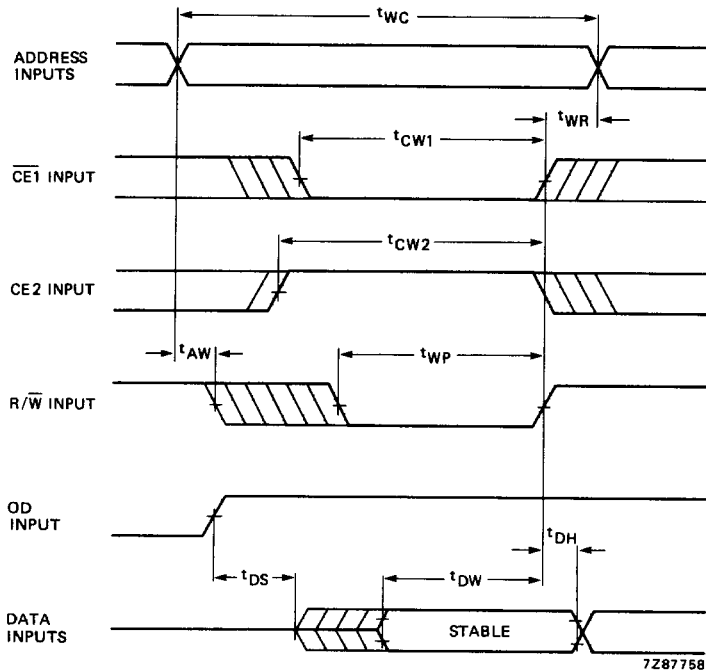 tWC
ADDRESS
INPUTS
tWR
tCW1
CE1 INPUT
tCW2
CE2 INPUT
tAW
tWP
R/W INPUT
OD
INPUT
tDH
tDS
tDW
DATA
INPUTS
STABLE
7Z87758